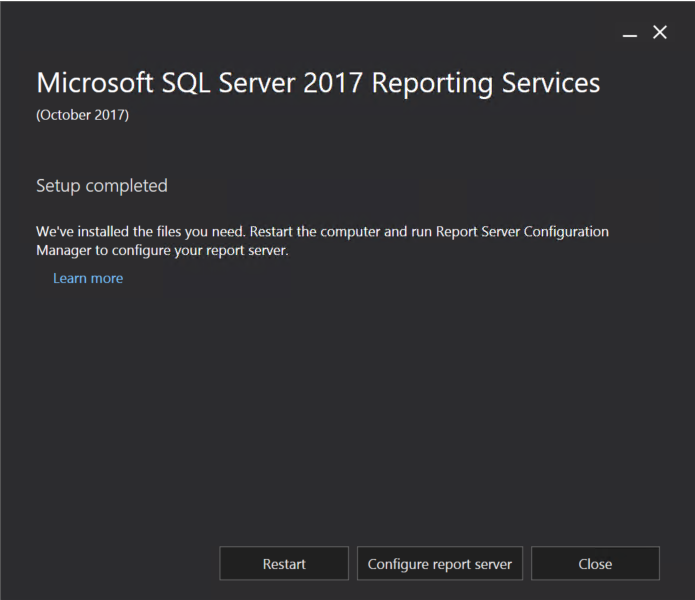 Microsoft SQL Server 2017 Reporting Services
(October 2017)
Setup completed
We've installed the files you need. Restart the computer and run Report Server Configuration
Manager to configure your report server.
Learn more
Restart
Configure report server
Close